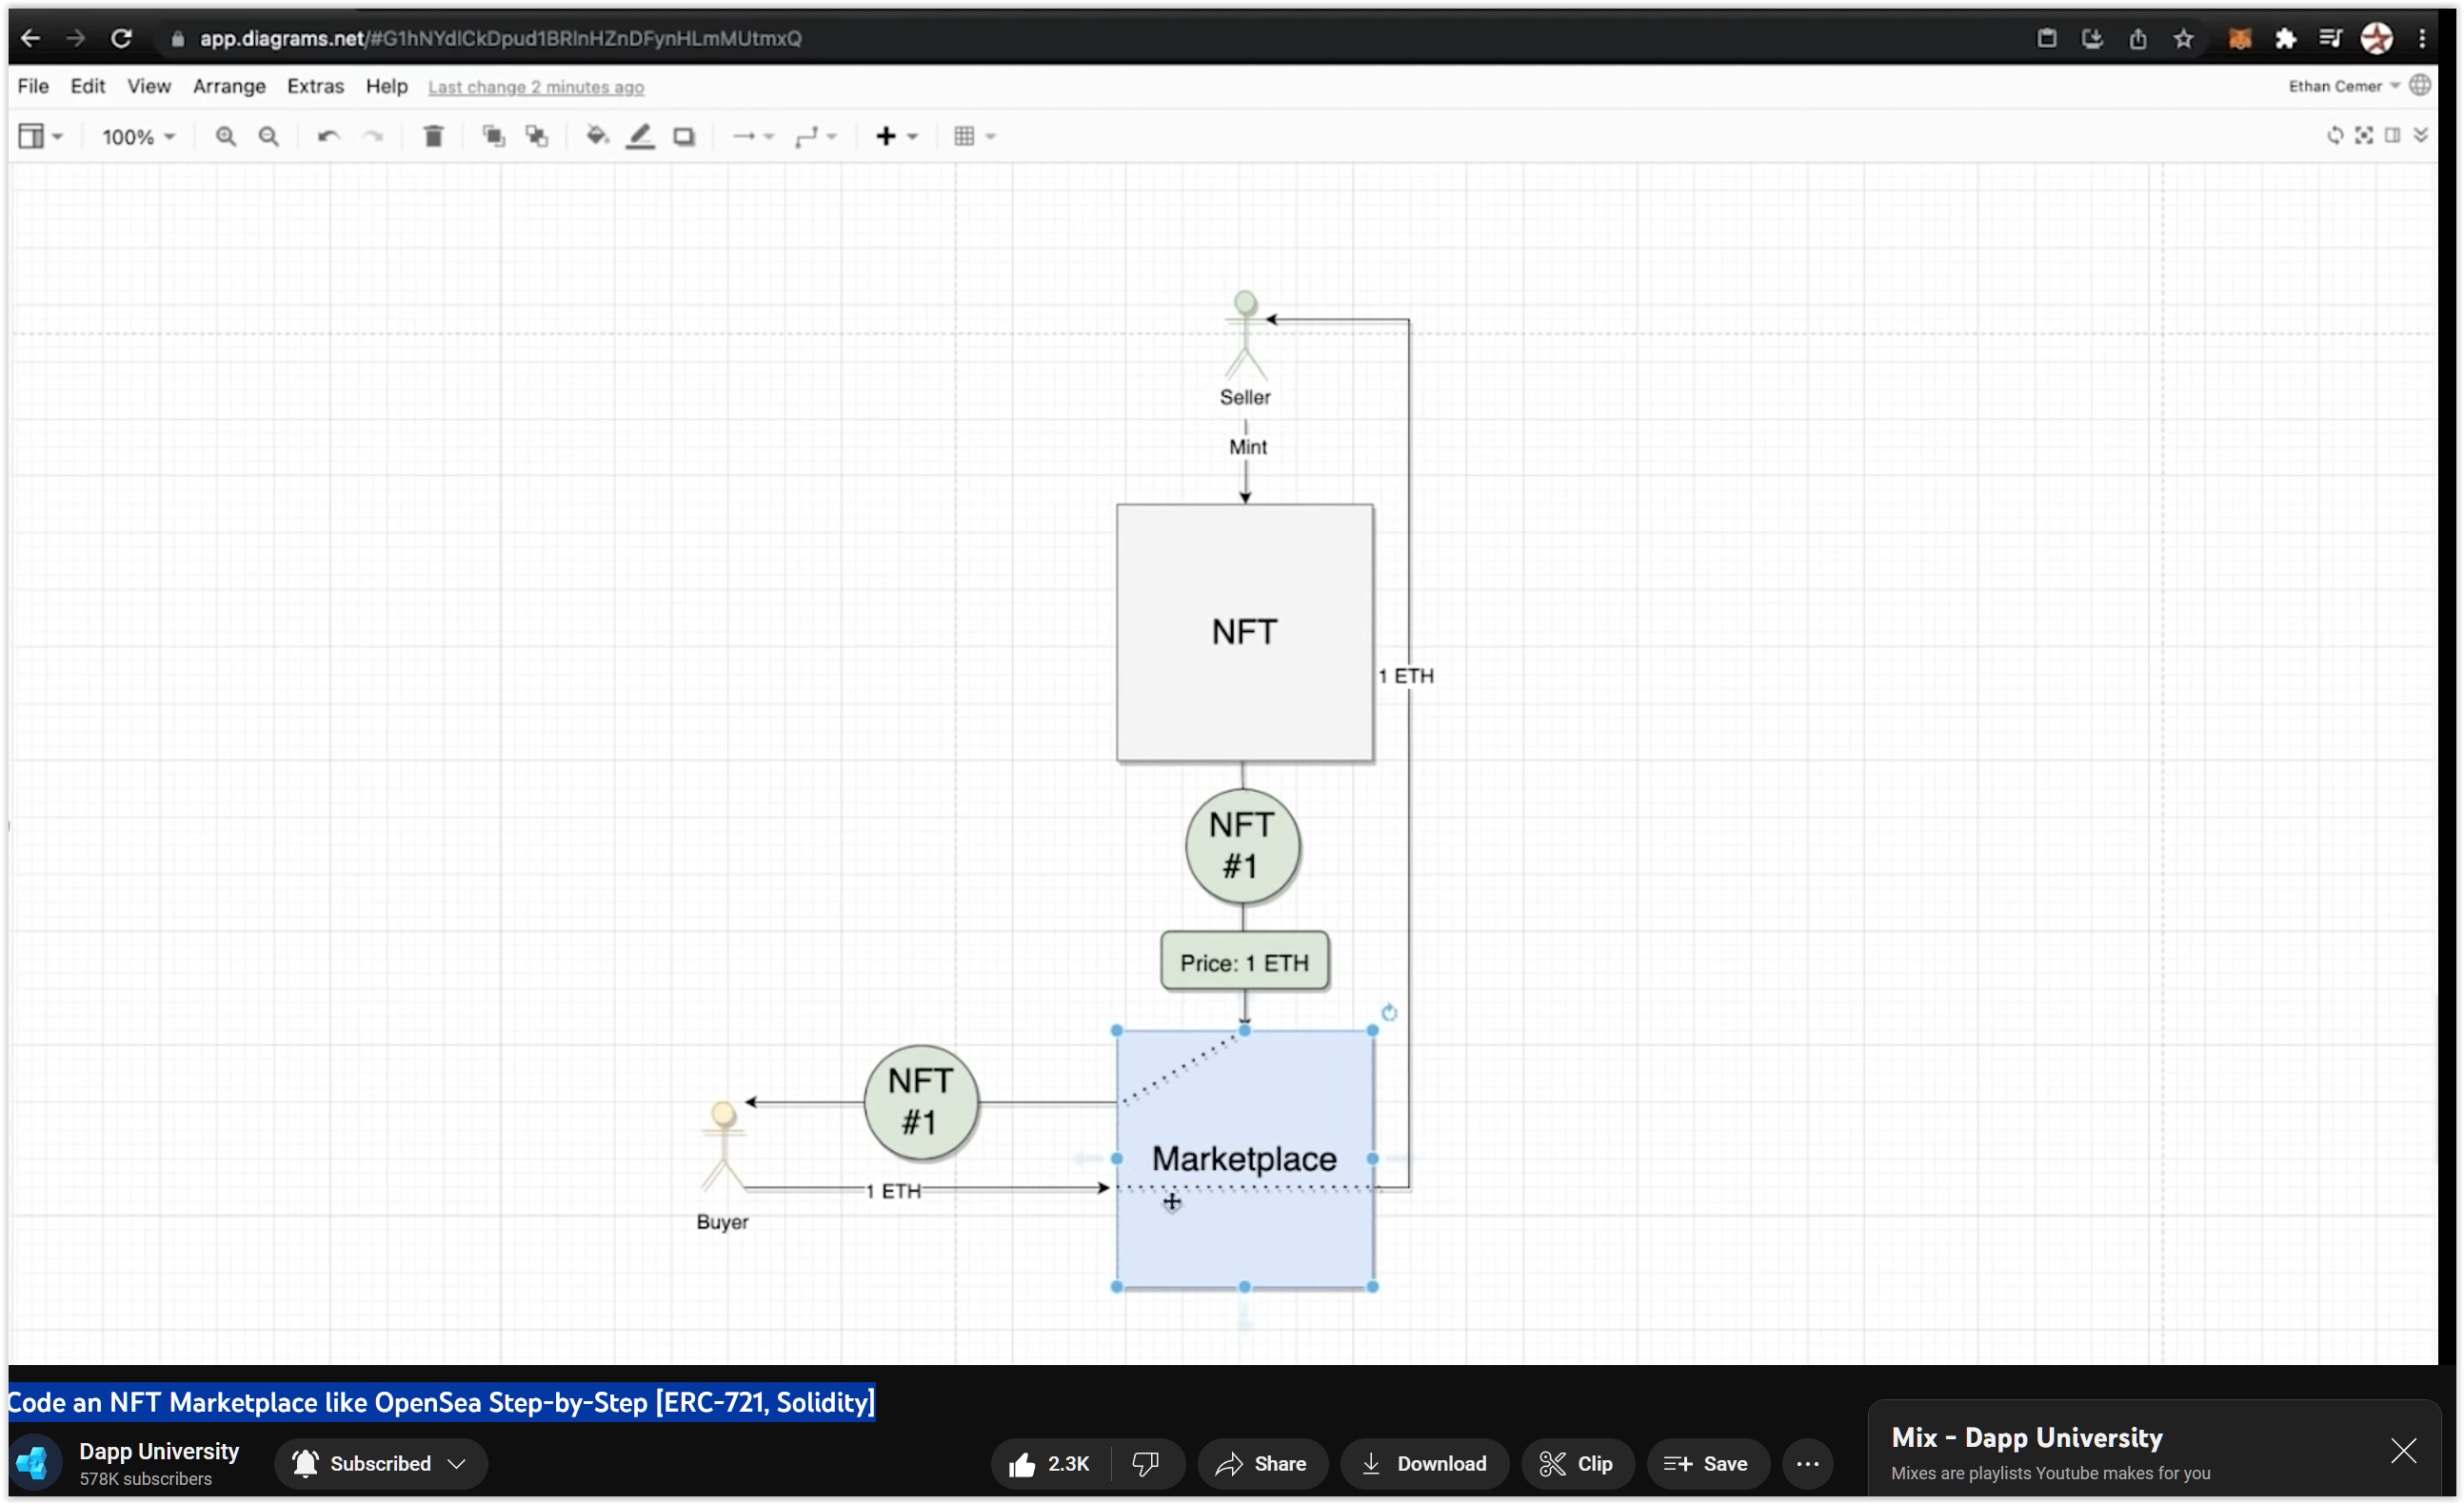 app.diagrams.net/#G1hNYdlCkDpud1BRlnHZnDFynHLmMUtmxQ
File Edit View Arrange Extras Help Last change 2 minutes ago
Ethan Cemer
100%
Seller
Mint
NFT
1 ETH
NFT
#1
Price: 1 ETH
NFT
#1
Marketplace
1 ETH
Buyer
Code an NFT Marketplace like OpenSea Step-by-Step [ERC-721, Solidity]
Dapp University
578K subscribers
Subscribed
2.3K
Share
Download
Clip
Save
Mix - Dapp University
Mixes are playlists Youtube makes for you